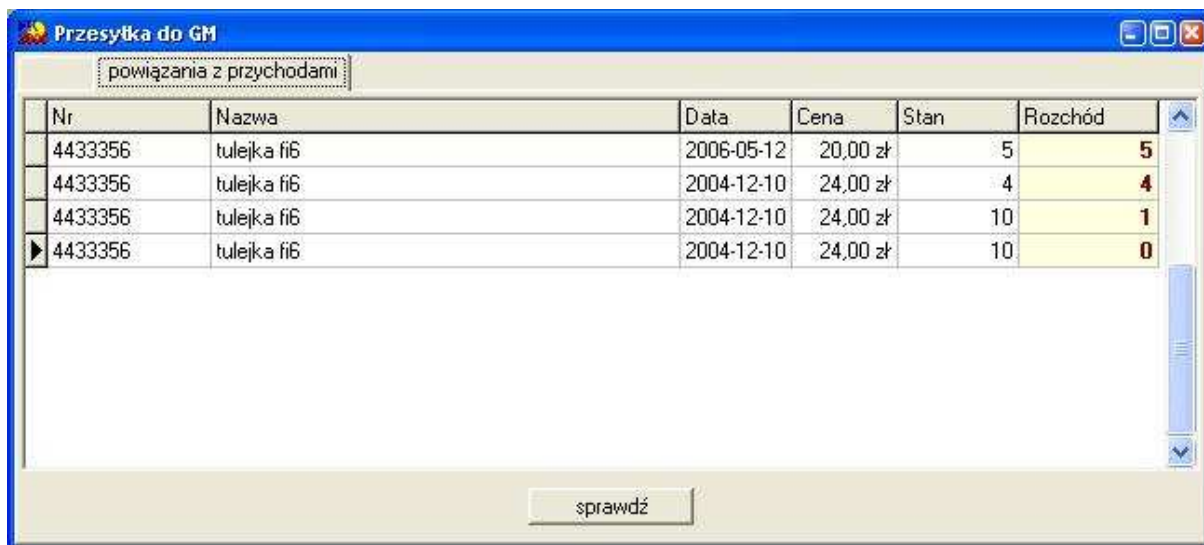 Przesyłka do GM
powiązania z przychodami
Nr Nazwa Data Cena Stan Rozchód
4433356 tulejka fi6 2006-05-12 20,00 zł 5 5
4433356 tulejka fi6 2004-12-10 24,00 zł 4 4
4433356 tulejka fi6 2004-12-10 24,00 zł 10 1
4433356 tulejka fi6 2004-12-10 24,00 zł 10 0
sprawdź